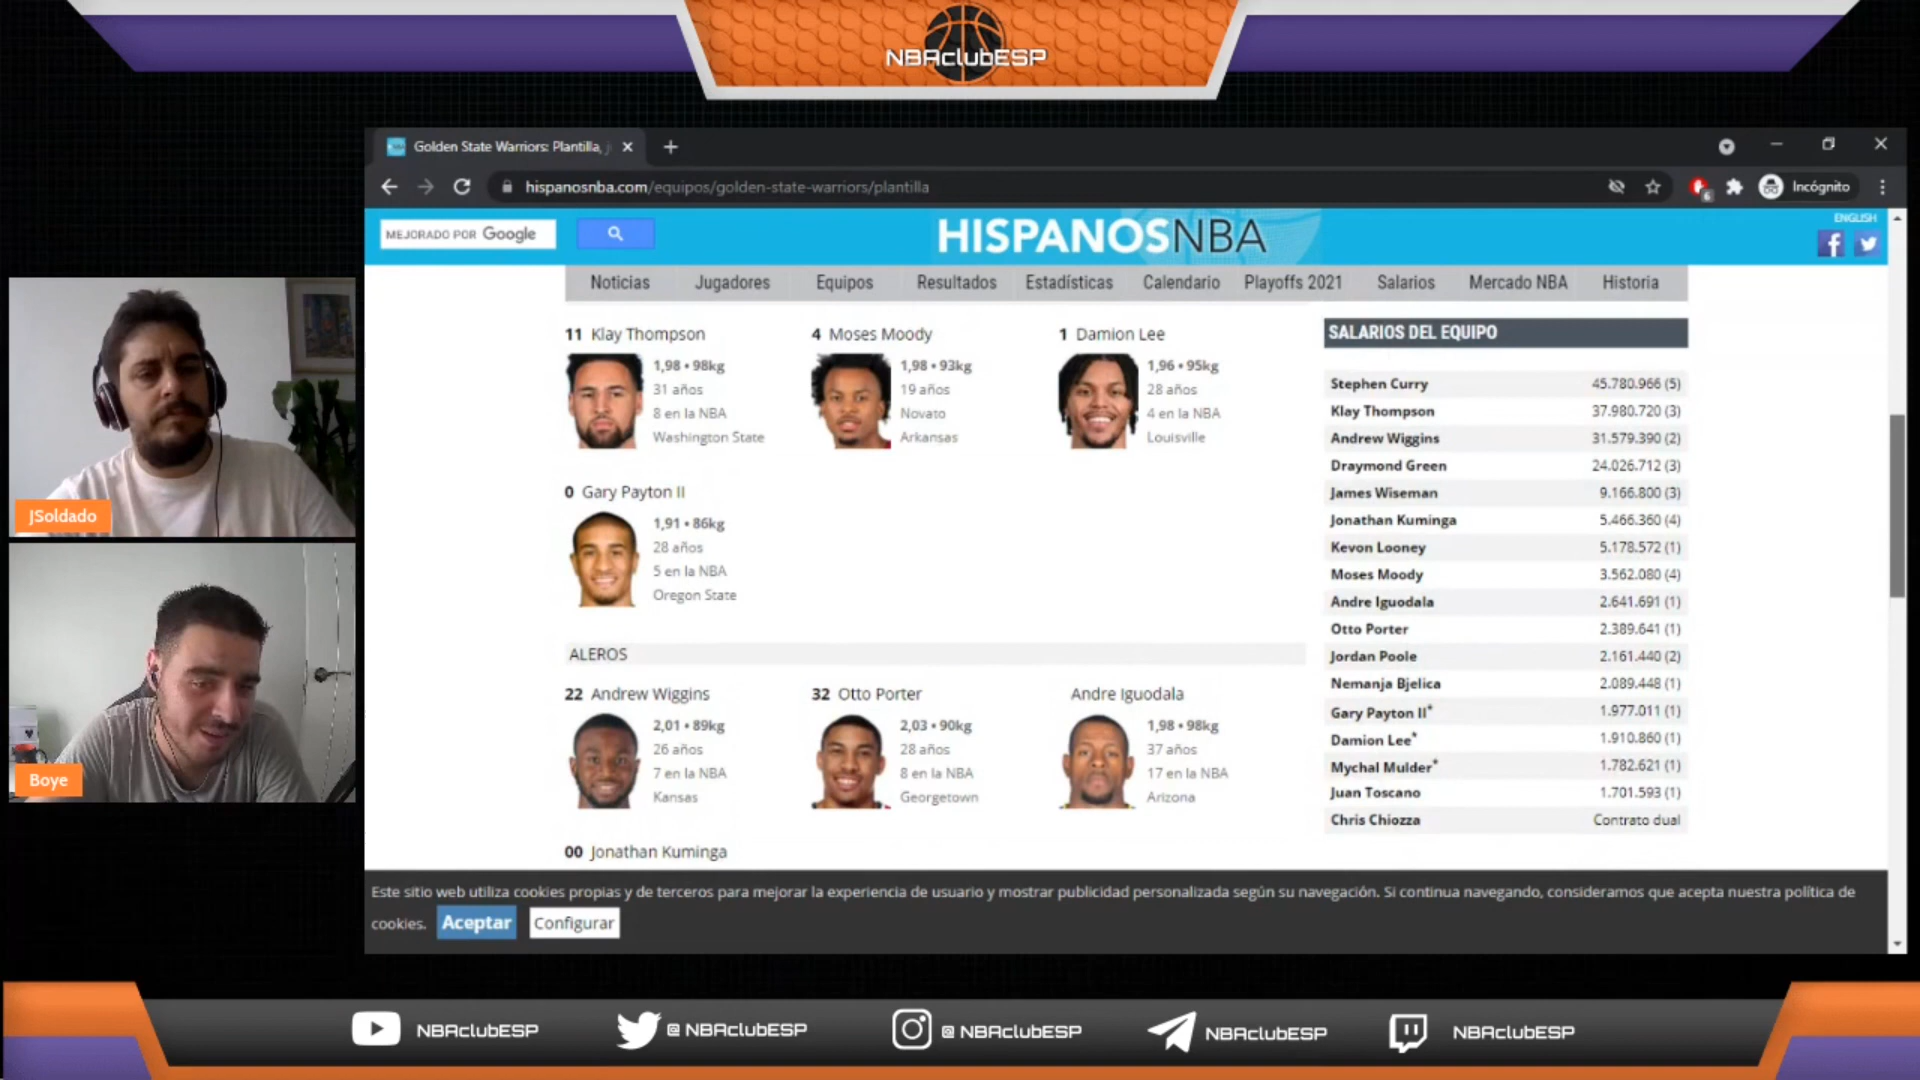 NBAclubESP
Golden State Warriors: Plantilla, j
hispanosnba.com/equipos/golden-state-warriors/plantilla
6
Incógnito
MEJORADO POR Google
HISPANOSNBA
ENGLISH
Noticias
Jugadores
Equipos
Resultados
Estadísticas
Calendario
Playoffs 2021
Salarios
Mercado NBA
Historia
11 Klay Thompson
1,98 • 98kg
31 años
8 en la NBA
Washington State
4 Moses Moody
1,98 • 93kg
19 años
Novato
Arkansas
1 Damion Lee
1,96 • 95kg
28 años
4 en la NBA
Louisville
0 Gary Payton II
1,91 • 86kg
28 años
5 en la NBA
Oregon State
ALEROS
22 Andrew Wiggins
2,01 • 89kg
26 años
7 en la NBA
Kansas
32 Otto Porter
2,03 • 90kg
28 años
8 en la NBA
Georgetown
Andre Iguodala
1,98 • 98kg
37 años
17 en la NBA
Arizona
00 Jonathan Kuminga
SALARIOS DEL EQUIPO
Stephen Curry 45.780.966 (5)
Klay Thompson 37.980.720 (3)
Andrew Wiggins 31.579.390 (2)
Draymond Green 24.026.712 (3)
James Wiseman 9.166.800 (3)
Jonathan Kuminga 5.466.360 (4)
Kevon Looney 5.178.572 (1)
Moses Moody 3.562.080 (4)
Andre Iguodala 2.641.691 (1)
Otto Porter 2.389.641 (1)
Jordan Poole 2.161.440 (2)
Nemanja Bjelica 2.089.448 (1)
Gary Payton II* 1.977.011 (1)
Damion Lee* 1.910.860 (1)
Mychal Mulder* 1.782.621 (1)
Juan Toscano 1.701.593 (1)
Chris Chiozza Contrato dual
Este sitio web utiliza cookies propias y de terceros para mejorar la experiencia de usuario y mostrar publicidad personalizada según su navegación. Si continua navegando, consideramos que acepta nuestra política de
cookies. Aceptar Configurar
JSoldado
Boye
NBAclubESP
@ NBAclubESP
@ NBAclubESP
NBAclubESP
NBAclubESP